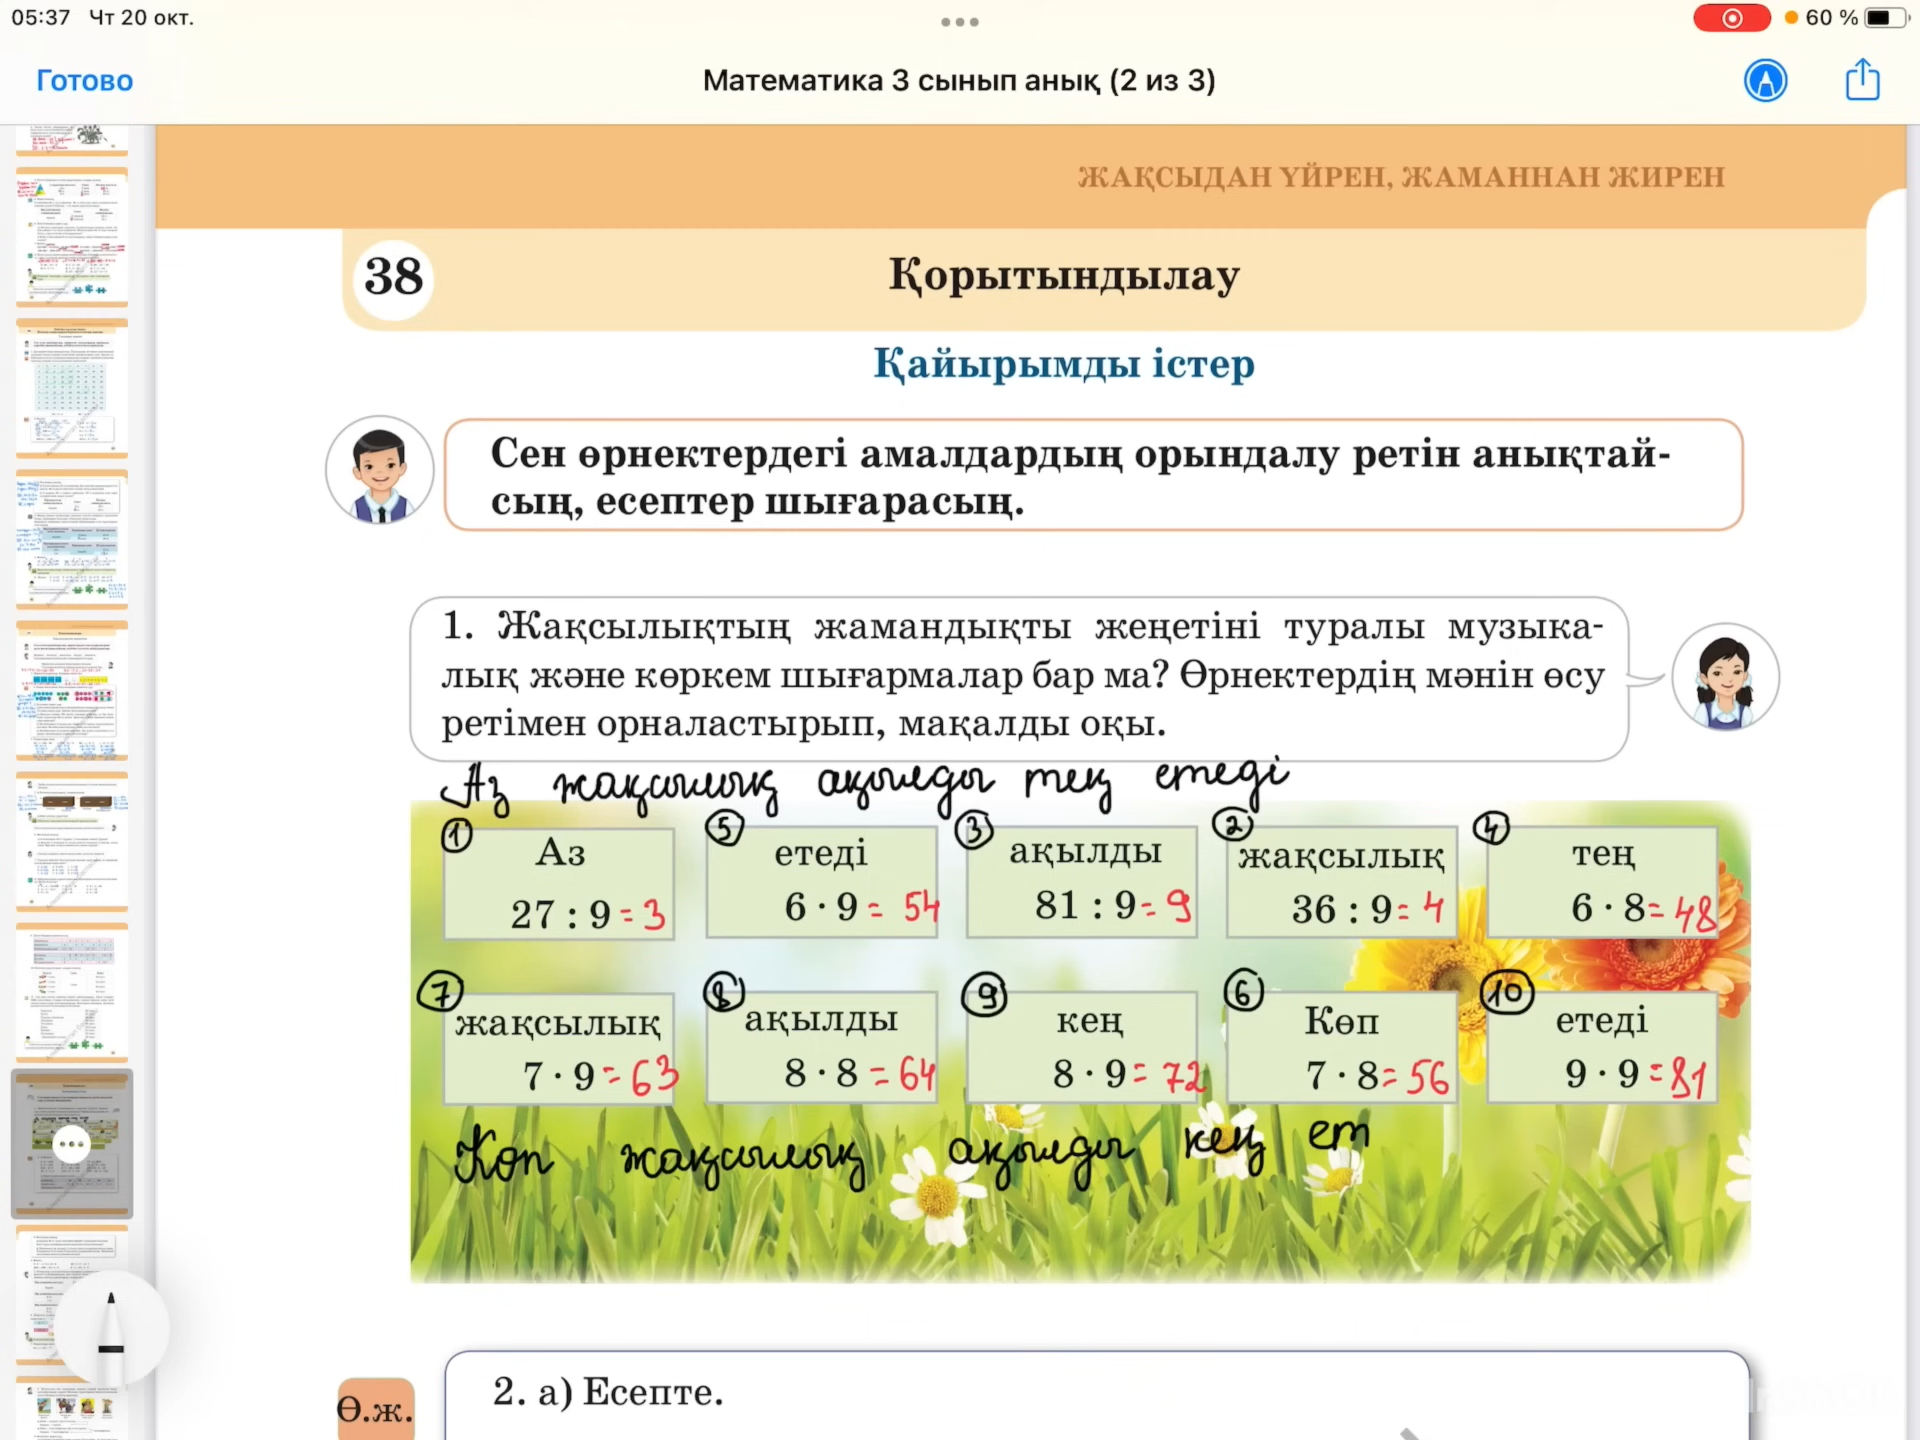 05:37 Чт 20 окт.
60 %
Готово
Математика 3 сынып анық (2 из 3)
ЖАҚСЫДАН ҮЙРЕН, ЖАМАННАН ЖИРЕН
38
Қорытындылау
Қайырымды істер
Сен өрнектердегі амалдардың орындалу ретін анықтай-
сың, есептер шығарасың.
1. Жақсылықтың жамандықты жеңетіні туралы музыка-
лық және көркем шығармалар бар ма? Өрнектердің мәнін өсу
ретімен орналастырып, мақалды оқы.
Аз жақсылық ақылды тең етеді
1 5 3 2 4
Аз етеді ақылды жақсылық тең
27 : 9 = 3 6 · 9 = 54 81 : 9 = 9 36 : 9 = 4 6 · 8 = 48
7 8 9 6 10
жақсылық ақылды кең Көп етеді
7 · 9 = 63 8 · 8 = 64 8 · 9 = 72 7 · 8 = 56 9 · 9 = 81
Көп жақсылық ақылды кең ет
Ө.ж.
2. а) Есепте.